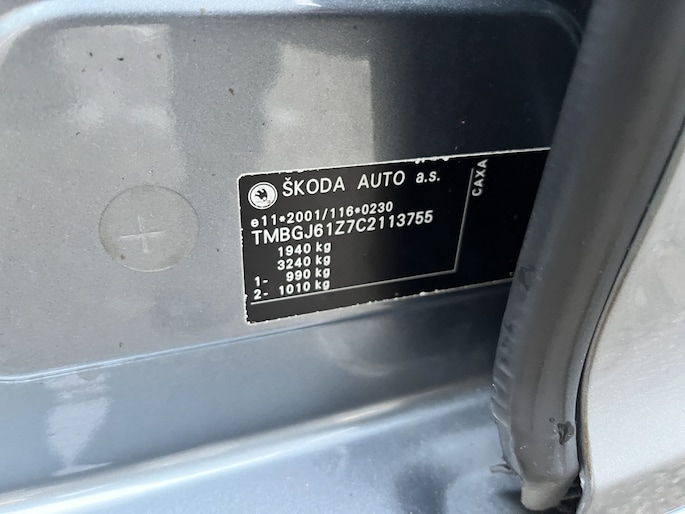 ŠKODA AUTO a.s.
e11*2001/116*0230
TMBGJ61Z7C2113755
1940 kg
3240 kg
1- 990 kg
2- 1010 kg
CAXA